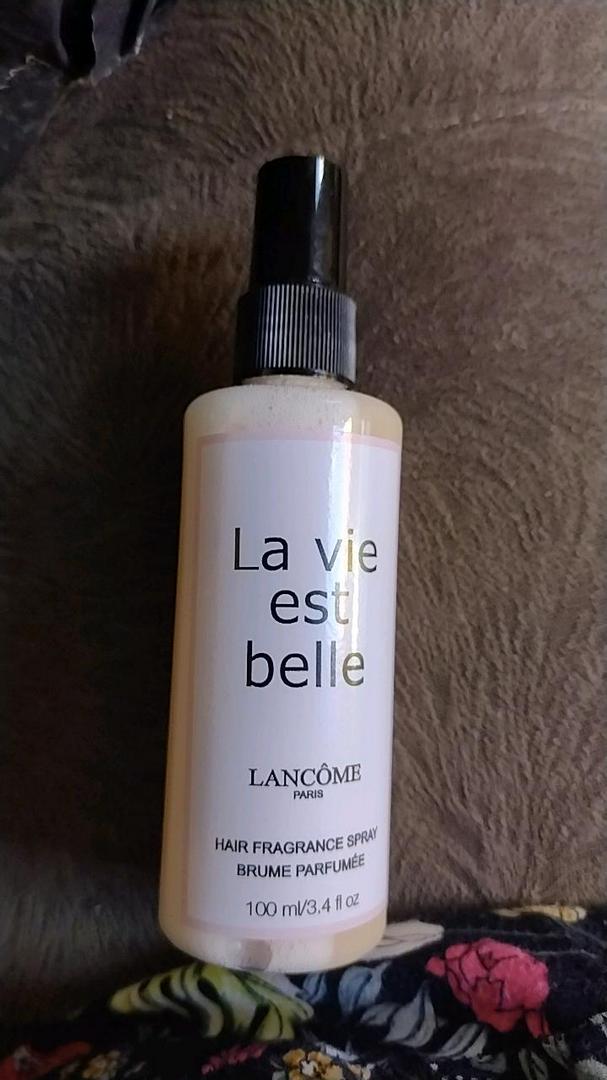 La vie
est
belle
LANCÔME
PARIS
HAIR FRAGRANCE SPRAY
BRUME PARFUMÉE
100 ml/3.4 fl oz